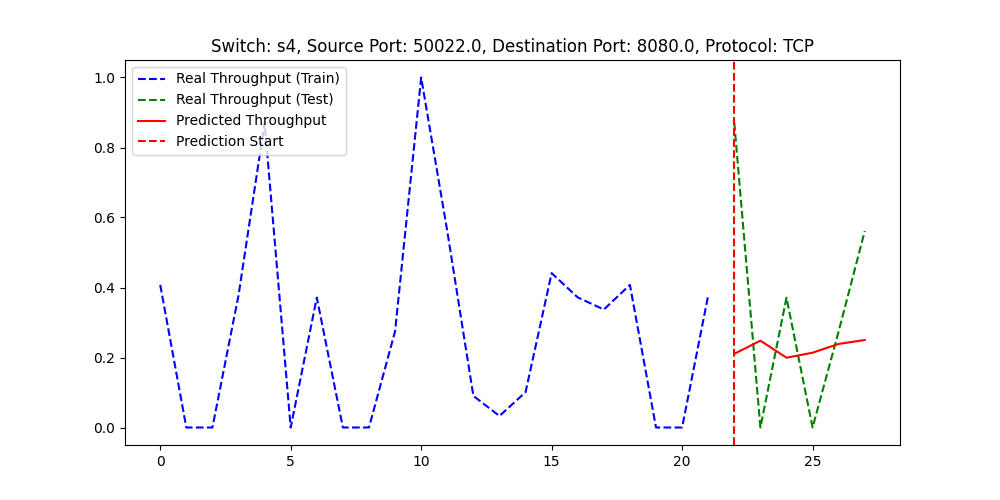 Switch: s4, Source Port: 50022.0, Destination Port: 8080.0, Protocol: TCP
Real Throughput (Train)
Real Throughput (Test)
Predicted Throughput
Prediction Start
1.0
0.8
0.6
0.4
0.2
0.0
0 5 10 15 20 25